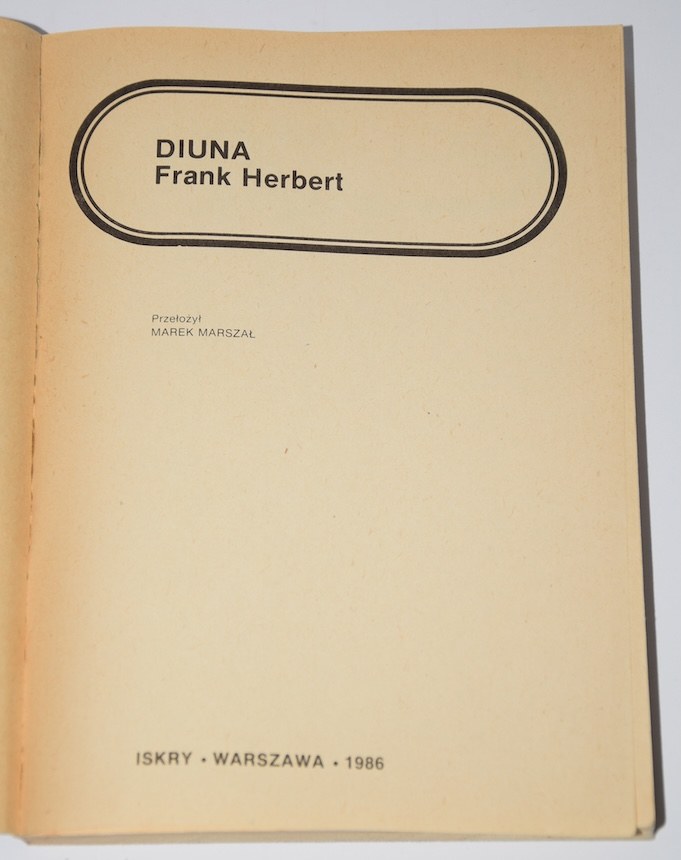 DIUNA
Frank Herbert
Przełożył
MAREK MARSZAŁ
ISKRY • WARSZAWA • 1986